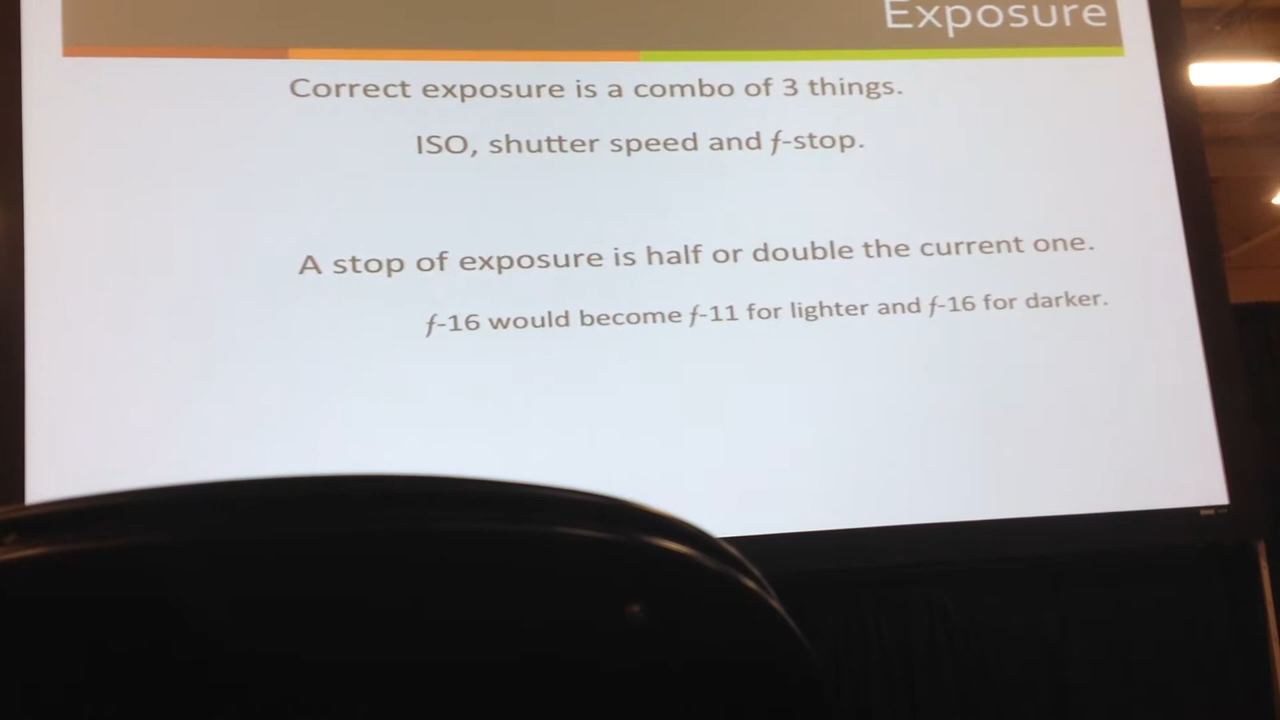 Exposure
Correct exposure is a combo of 3 things.
ISO, shutter speed and f-stop.
A stop of exposure is half or double the current one.
f-16 would become f-11 for lighter and f-16 for darker.